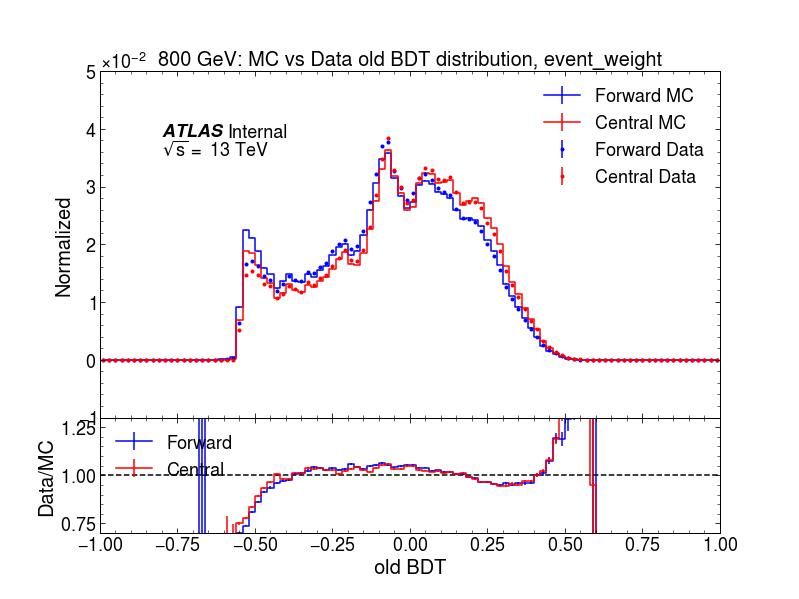 ×10⁻² 800 GeV: MC vs Data old BDT distribution, event_weight
5
4
3
2
1
0
−1
Normalized
ATLAS Internal
√s = 13 TeV
Forward MC
Central MC
Forward Data
Central Data
1.25
1.00
0.75
Data/MC
Forward
Central
−1.00 −0.75 −0.50 −0.25 0.00 0.25 0.50 0.75 1.00
old BDT